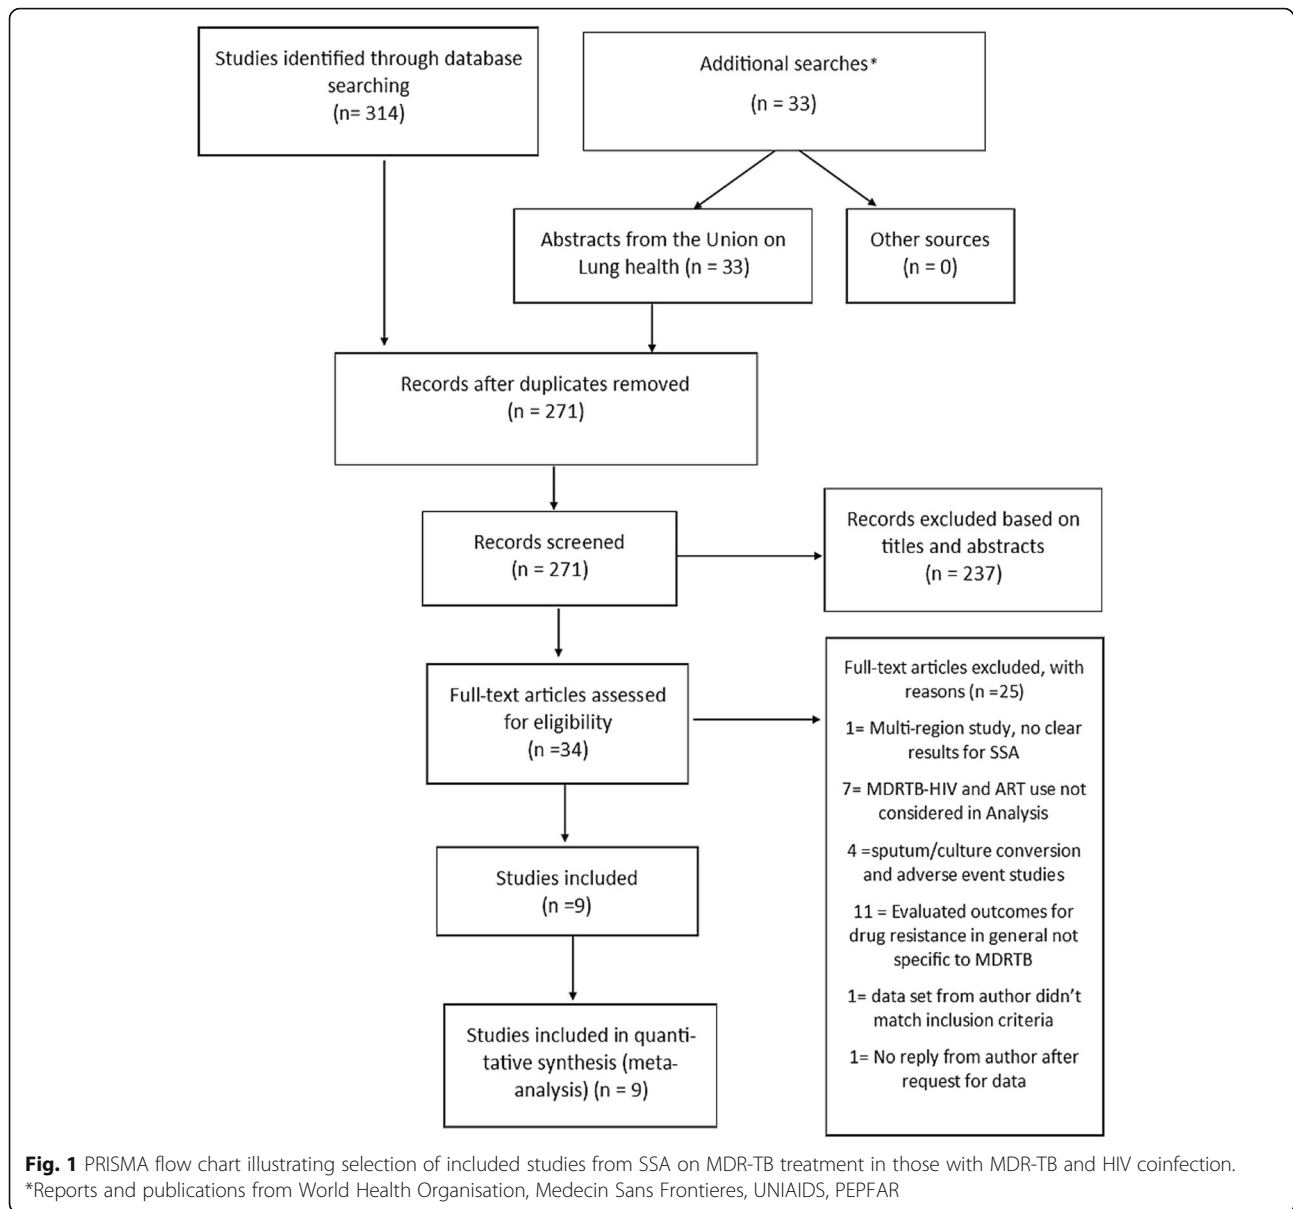 Studies identified through database
searching
(n= 314)
Additional searches*
(n = 33)
Abstracts from the Union on
Lung health (n = 33)
Other sources
(n = 0)
Records after duplicates removed
(n = 271)
Records screened
(n = 271)
Records excluded based on
titles and abstracts
(n = 237)
Full-text articles assessed
for eligibility
(n =34)
Full-text articles excluded, with
reasons (n =25)
1= Multi-region study, no clear
results for SSA
7= MDRTB-HIV and ART use not
considered in Analysis
4 =sputum/culture conversion
and adverse event studies
11 = Evaluated outcomes for
drug resistance in general not
specific to MDRTB
1= data set from author didn't
match inclusion criteria
1= No reply from author after
request for data
Studies included
(n =9)
Studies included in quanti-
tative synthesis (meta-
analysis) (n = 9)
Fig. 1 PRISMA flow chart illustrating selection of included studies from SSA on MDR-TB treatment in those with MDR-TB and HIV coinfection.
*Reports and publications from World Health Organisation, Medecin Sans Frontieres, UNIAIDS, PEPFAR